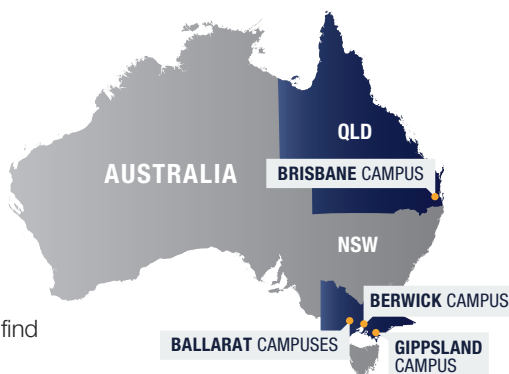 QLD
AUSTRALIA
BRISBANE CAMPUS
NSW
BERWICK CAMPUS
find
BALLARAT CAMPUSES
GIPPSLAND
CAMPUS